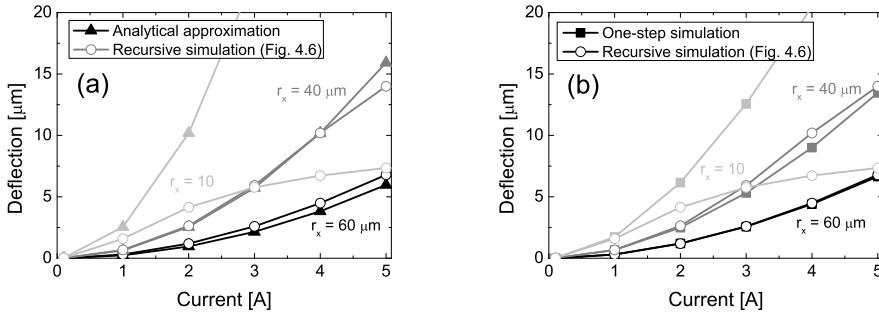 20
15
10
5
0
Deflection [μm]
Analytical approximation
Recursive simulation (Fig. 4.6)
(a)
r_x = 40 μm
r_x = 10
r_x = 60 μm
0 1 2 3 4 5
Current [A]
20
15
10
5
0
Deflection [μm]
One-step simulation
Recursive simulation (Fig. 4.6)
(b)
r_x = 40 μm
r_x = 10
r_x = 60 μm
0 1 2 3 4 5
Current [A]